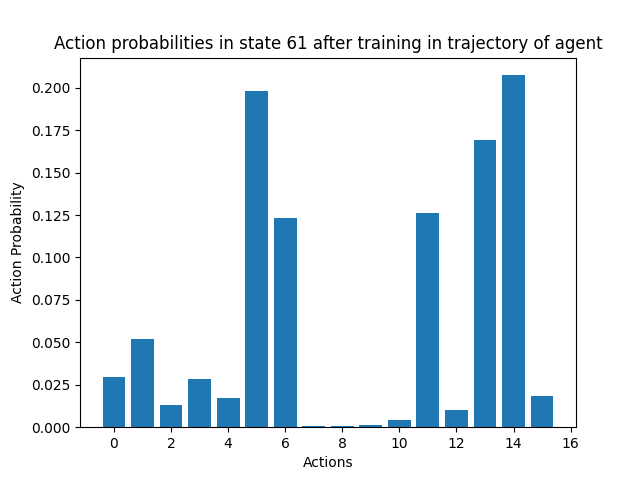 Action probabilities in state 61 after training in trajectory of agent
0.200
0.175
0.150
0.125
0.100
0.075
0.050
0.025
0.000
Action Probability
0 2 4 6 8 10 12 14 16
Actions